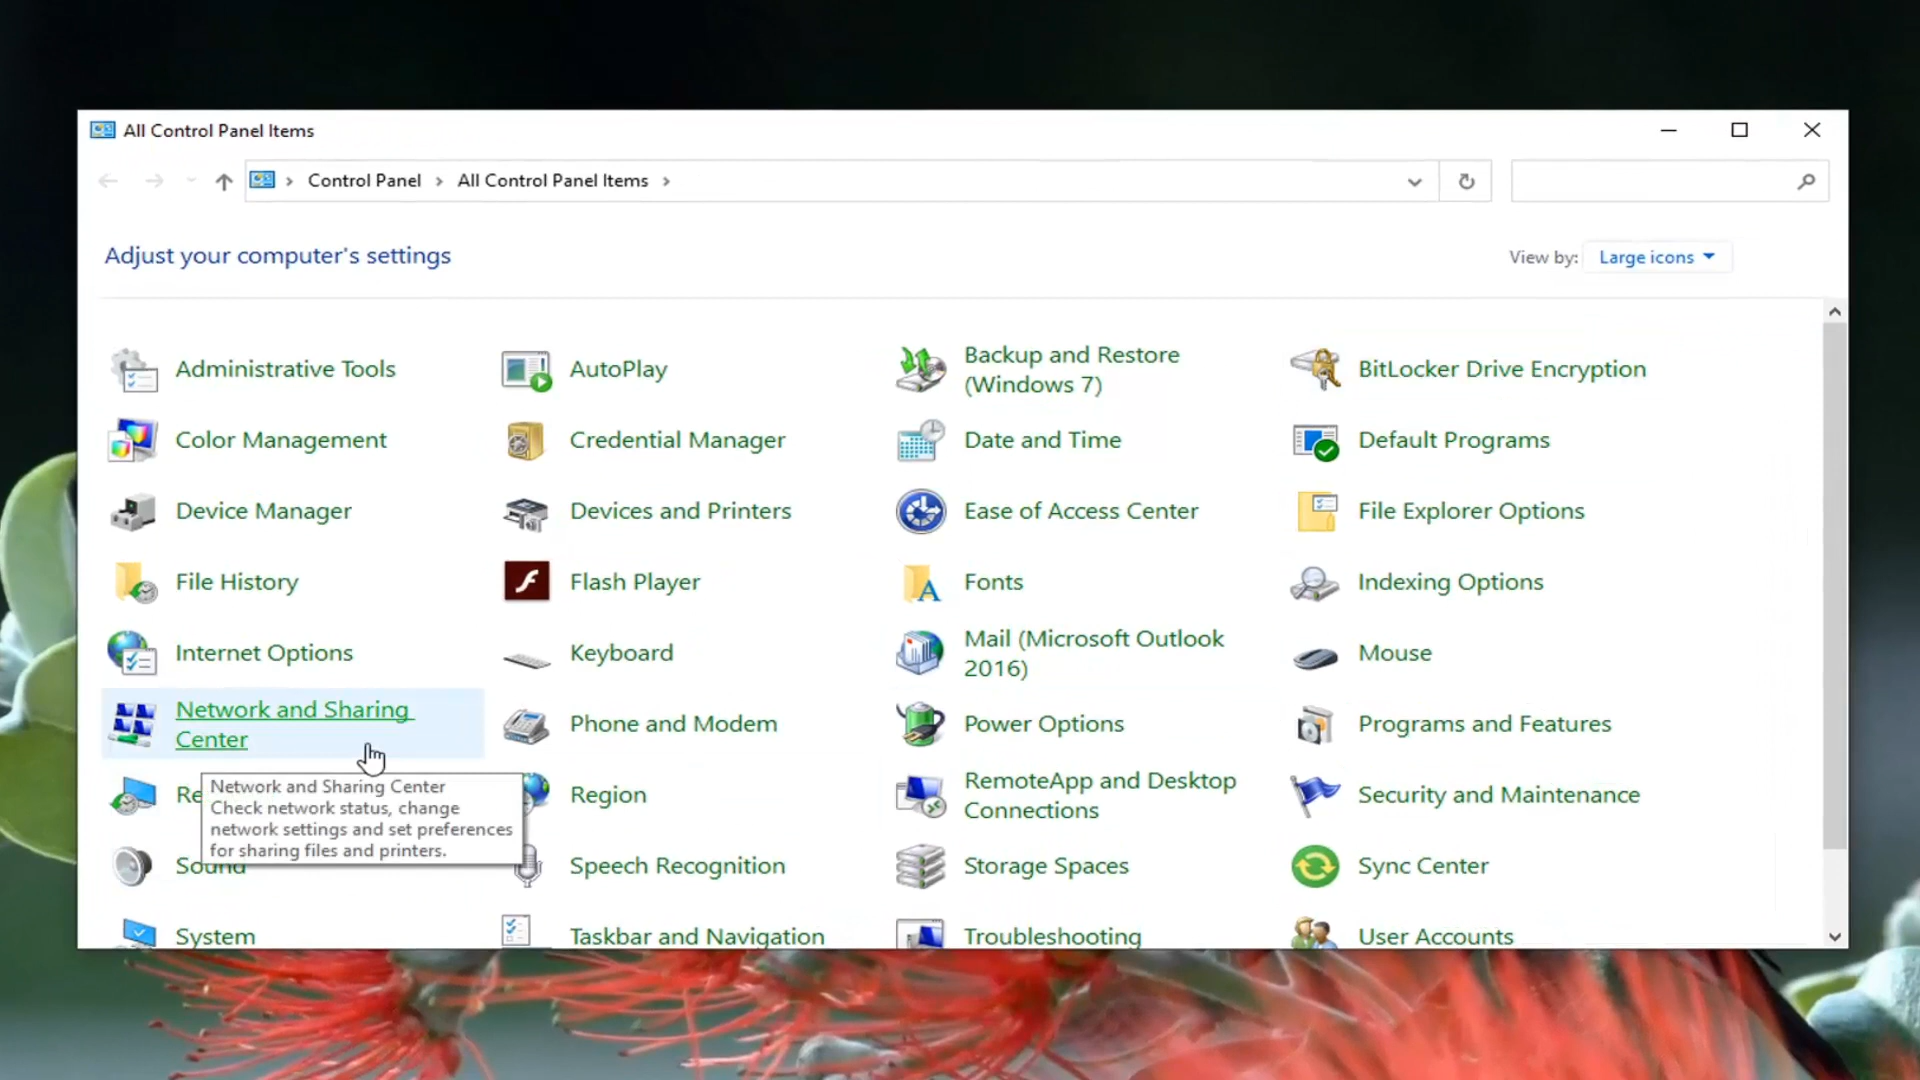 All Control Panel Items
Control Panel
All Control Panel Items
Adjust your computer's settings
View by:
Large icons
Administrative Tools
AutoPlay
Backup and Restore
(Windows 7)
BitLocker Drive Encryption
Color Management
Credential Manager
Date and Time
Default Programs
Device Manager
Devices and Printers
Ease of Access Center
File Explorer Options
File History
Flash Player
Fonts
Indexing Options
Internet Options
Keyboard
Mail (Microsoft Outlook
2016)
Mouse
Network and Sharing
Center
Phone and Modem
Power Options
Programs and Features
Network and Sharing Center
Check network status, change
network settings and set preferences
for sharing files and printers.
Region
RemoteApp and Desktop
Connections
Security and Maintenance
Sound
Speech Recognition
Storage Spaces
Sync Center
System
Taskbar and Navigation
Troubleshooting
User Accounts